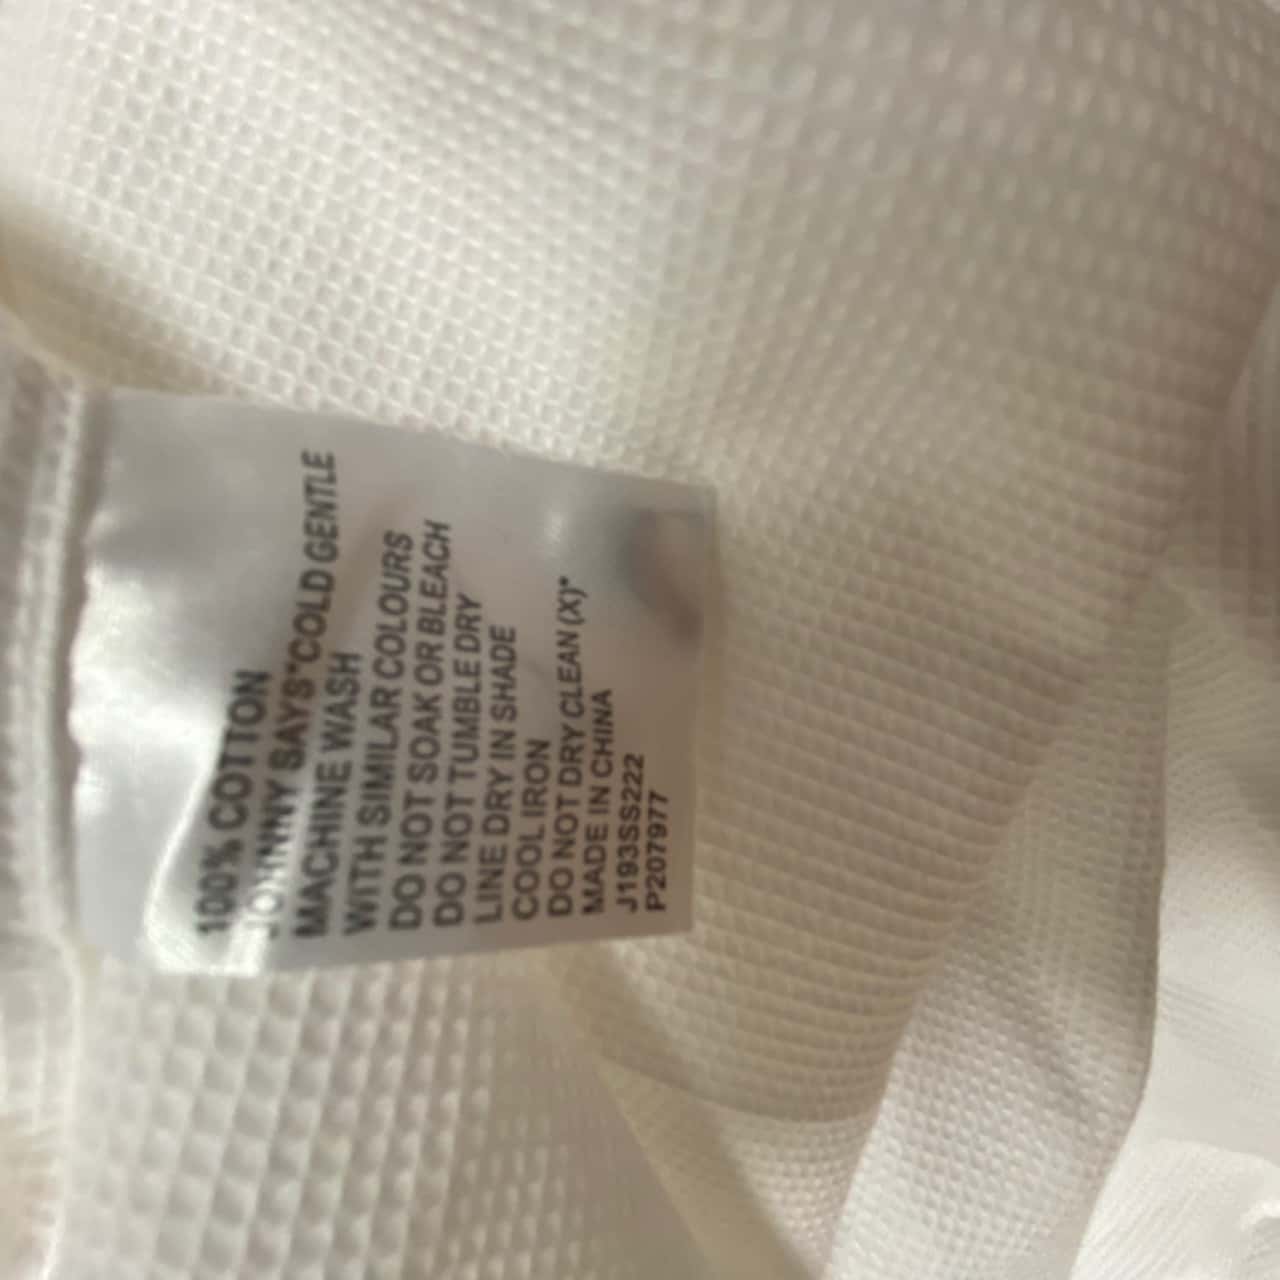 100% COTTON
JOHNNY SAYS "COLD GENTLE
MACHINE WASH
WITH SIMILAR COLOURS
DO NOT SOAK OR BLEACH
DO NOT TUMBLE DRY
LINE DRY IN SHADE
COOL IRON
DO NOT DRY CLEAN (X)"
MADE IN CHINA
J193SS222
P207977